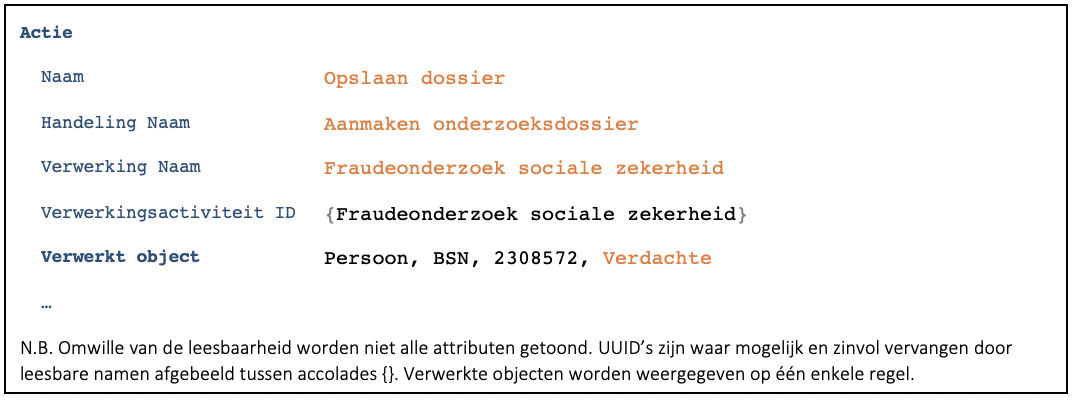 Actie
Naam Opslaan dossier
Handeling Naam Aanmaken onderzoeksdossier
Verwerking Naam Fraudeonderzoek sociale zekerheid
Verwerkingsactiviteit ID {Fraudeonderzoek sociale zekerheid}
Verwerkt object Persoon, BSN, 2308572, Verdachte
…
N.B. Omwille van de leesbaarheid worden niet alle attributen getoond. UUID’s zijn waar mogelijk en zinvol vervangen door
leesbare namen afgebeeld tussen accolades {}. Verwerkte objecten worden weergegeven op één enkele regel.